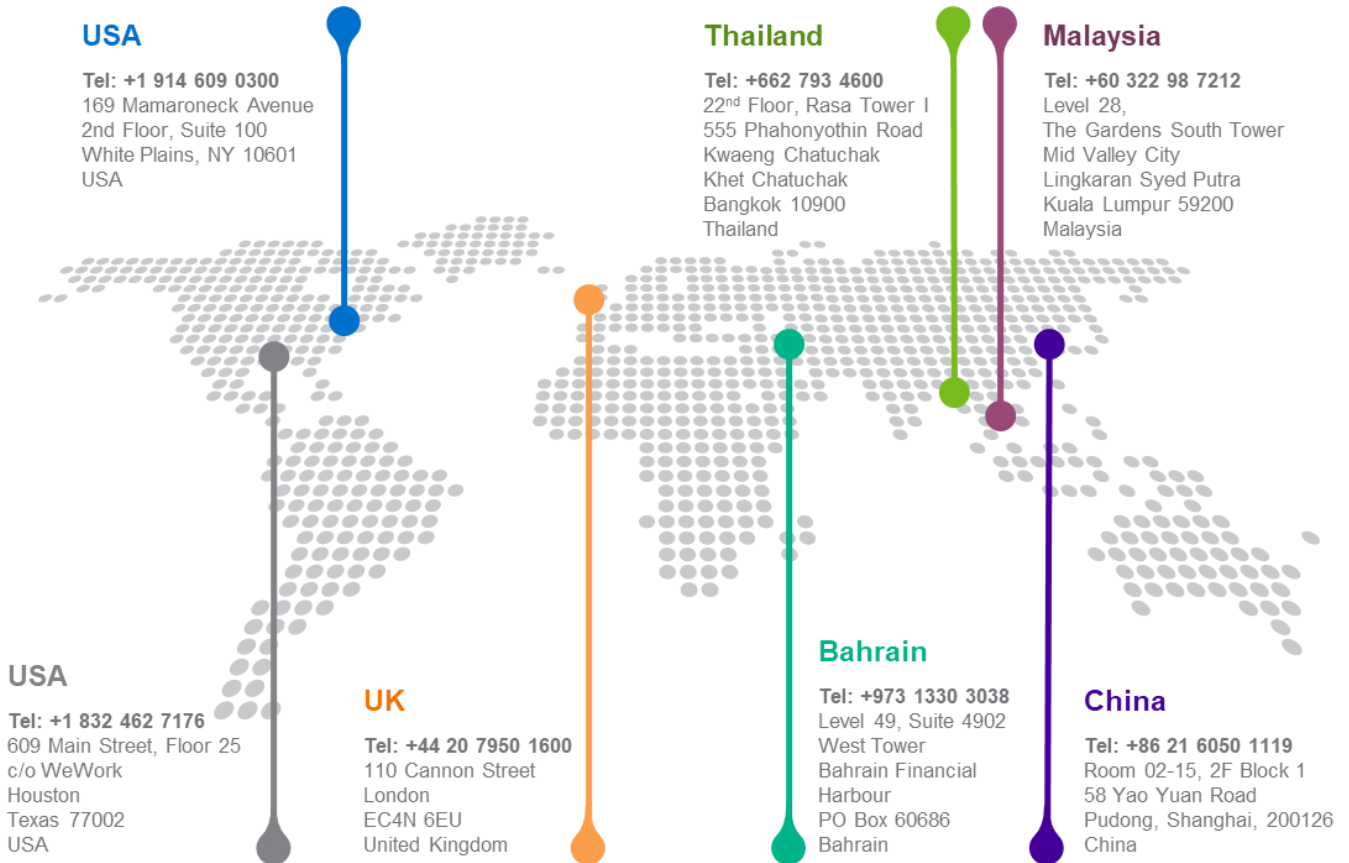 USA
Tel: +1 914 609 0300
169 Mamaroneck Avenue
2nd Floor, Suite 100
White Plains, NY 10601
USA
Thailand
Tel: +662 793 4600
22nd Floor, Rasa Tower I
555 Phahonyothin Road
Kwaeng Chatuchak
Khet Chatuchak
Bangkok 10900
Thailand
Malaysia
Tel: +60 322 98 7212
Level 28,
The Gardens South Tower
Mid Valley City
Lingkaran Syed Putra
Kuala Lumpur 59200
Malaysia
USA
Tel: +1 832 462 7176
609 Main Street, Floor 25
c/o WeWork
Houston
Texas 77002
USA
UK
Tel: +44 20 7950 1600
110 Cannon Street
London
EC4N 6EU
United Kingdom
Bahrain
Tel: +973 1330 3038
Level 49, Suite 4902
West Tower
Bahrain Financial
Harbour
PO Box 60686
Bahrain
China
Tel: +86 21 6050 1119
Room 02-15, 2F Block 1
58 Yao Yuan Road
Pudong, Shanghai, 200126
China